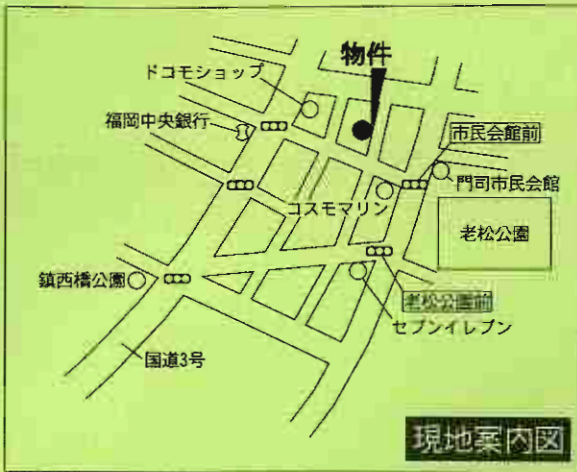 物件
ドコモショップ
福岡中央銀行
市民会館前
門司市民会館
コスモマリン
老松公園
鎮西橋公園
老松公園前
セブンイレブン
国道3号
現地案内図